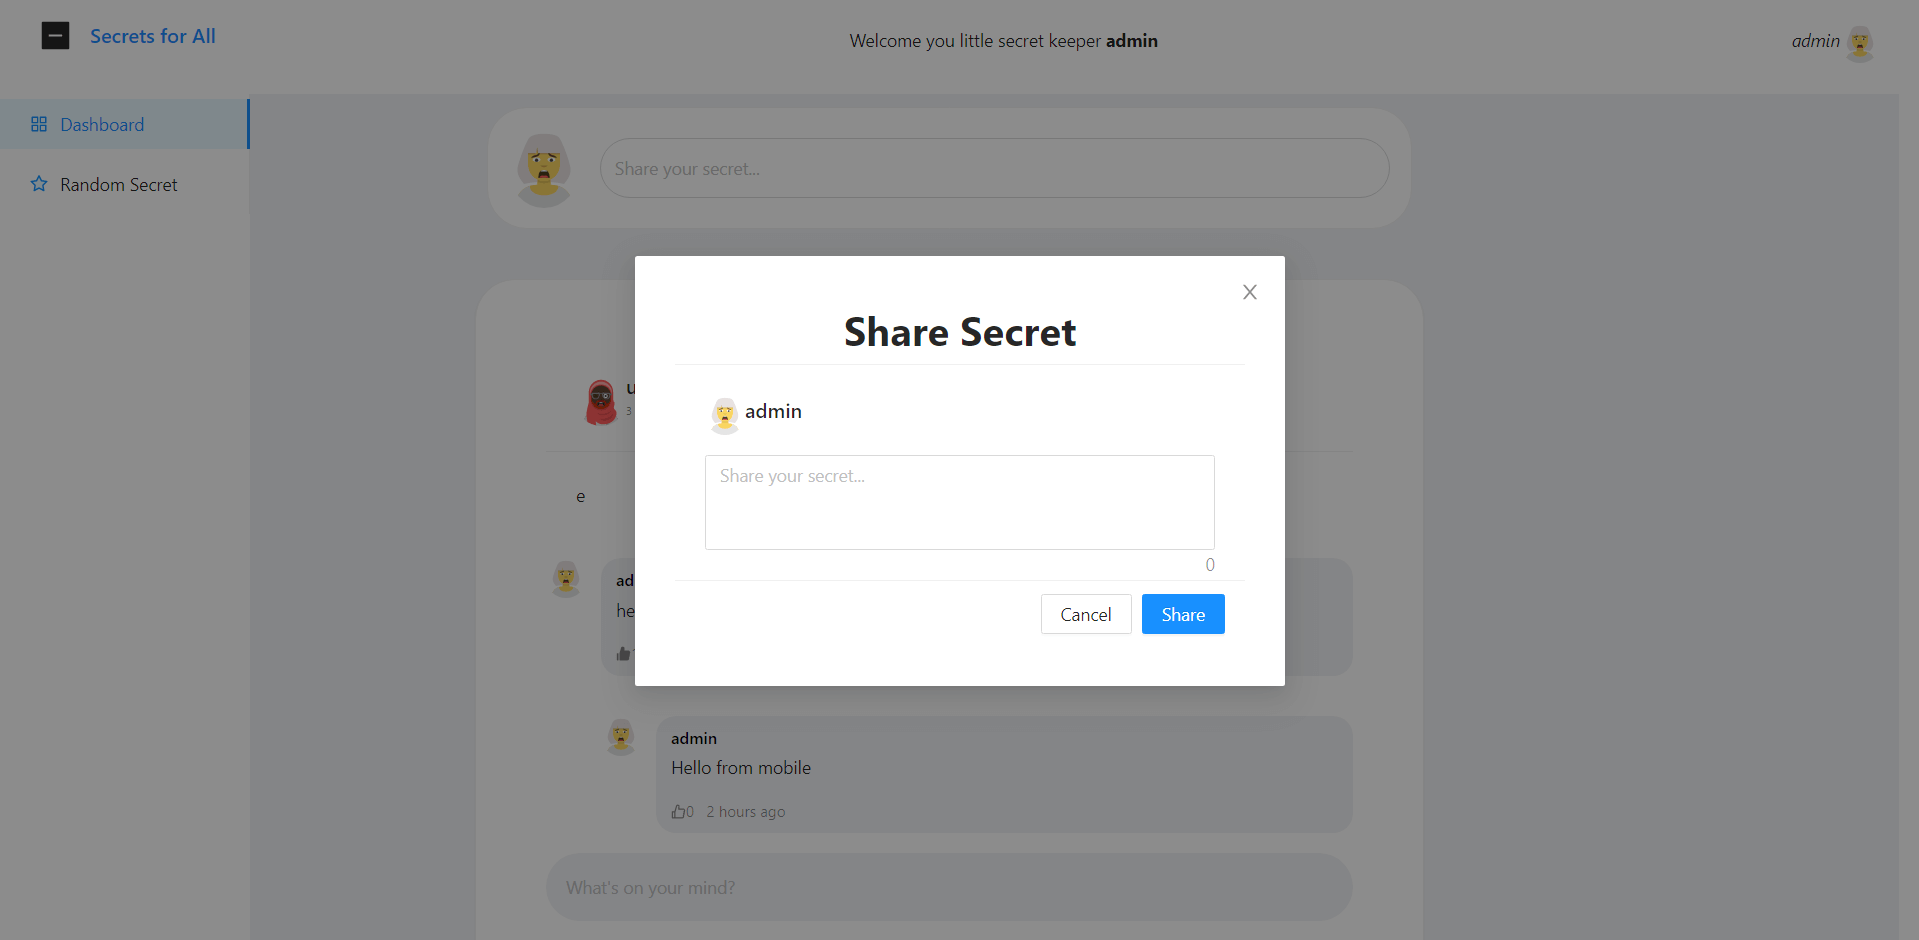 Secrets for All
Welcome you little secret keeper admin
admin
Dashboard
Random Secret
Share your secret...
Share Secret
admin
Share your secret...
0
Cancel
Share
u
3
e
ad
he
admin
Hello from mobile
0 2 hours ago
What's on your mind?